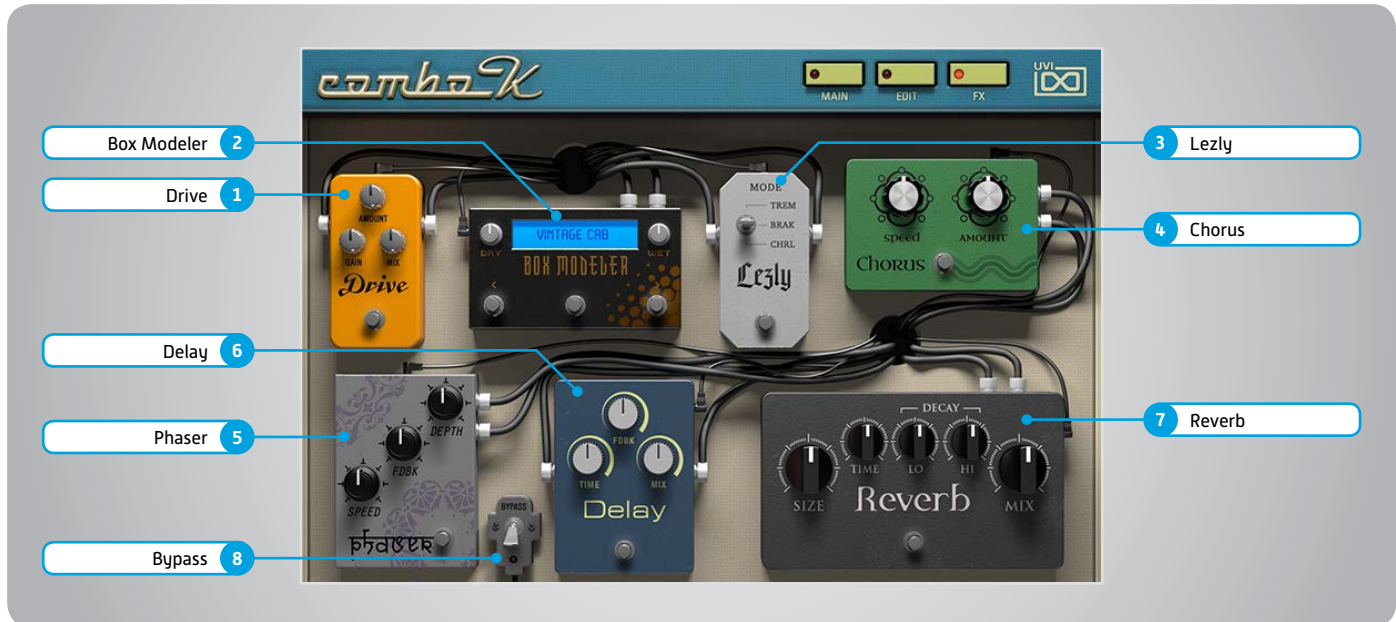 combo K
MAIN
EDIT
FX
UVI
Box Modeler 2
Drive 1
3 Lezly
4 Chorus
AMOUNT
GAIN
MIX
Drive
VINTAGE CAB
DRY
WET
BOX MODELER
<
>
MODE
TREM
BRAK
CHRL
Lezly
speed
AMOUNT
Chorus
Delay 6
Phaser 5
Bypass 8
7 Reverb
DEPTH
FDBK
SPEED
phaser
BYPASS
FDBK
TIME
MIX
Delay
DECAY
SIZE
TIME
LO
HI
MIX
Reverb